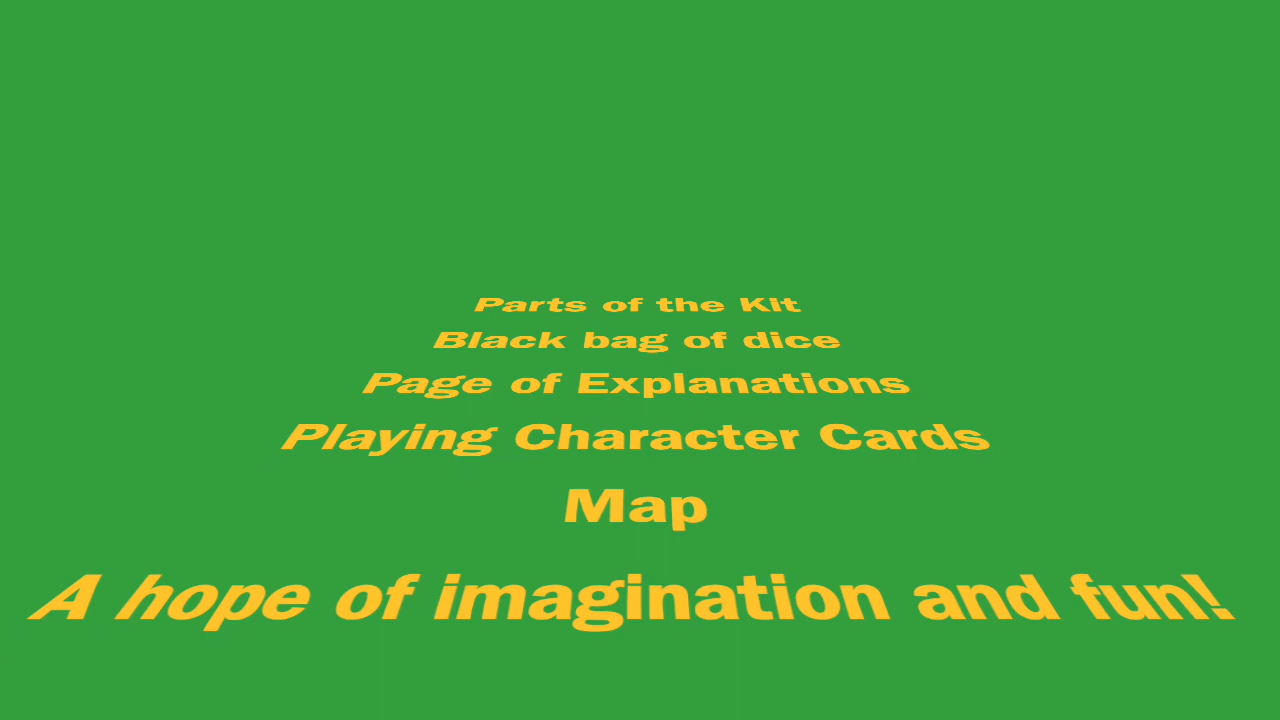 Parts of the Kit
Black bag of dice
Page of Explanations
Playing Character Cards
Map
A hope of imagination and fun!